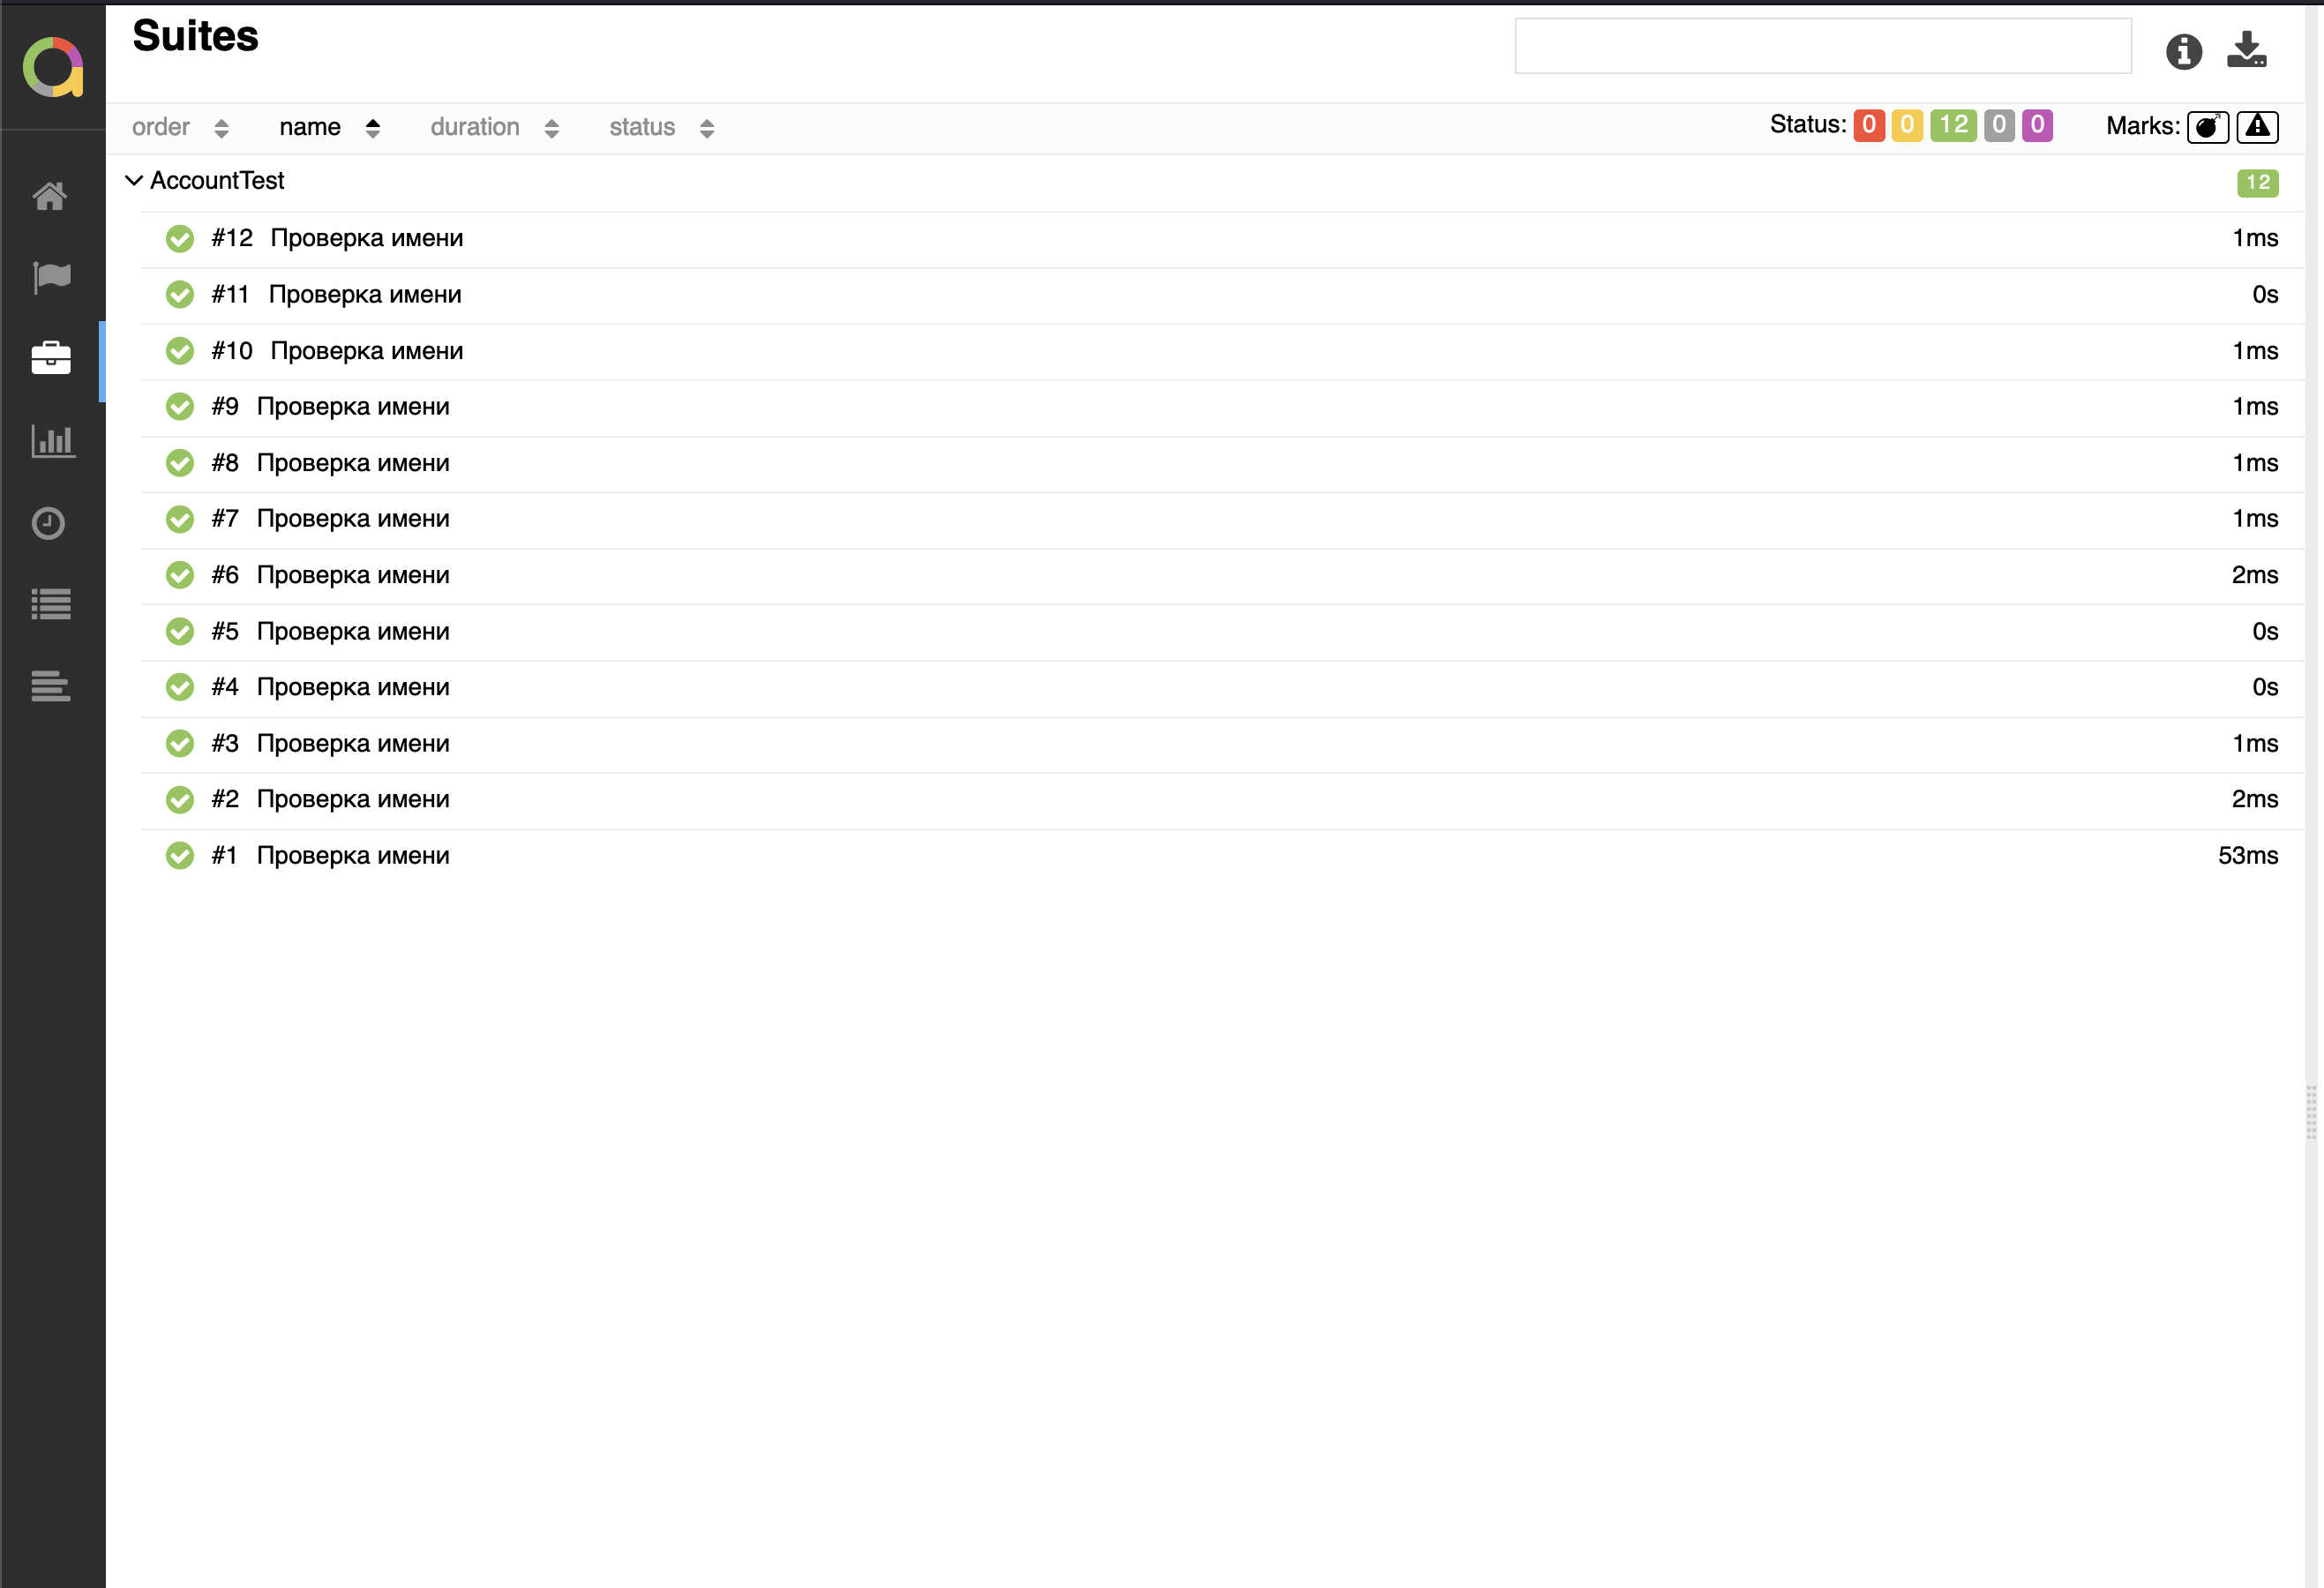 Suites
order name duration status Status: 0 0 12 0 0 Marks:
AccountTest 12
#12 Проверка имени 1ms
#11 Проверка имени 0s
#10 Проверка имени 1ms
#9 Проверка имени 1ms
#8 Проверка имени 1ms
#7 Проверка имени 1ms
#6 Проверка имени 2ms
#5 Проверка имени 0s
#4 Проверка имени 0s
#3 Проверка имени 1ms
#2 Проверка имени 2ms
#1 Проверка имени 53ms